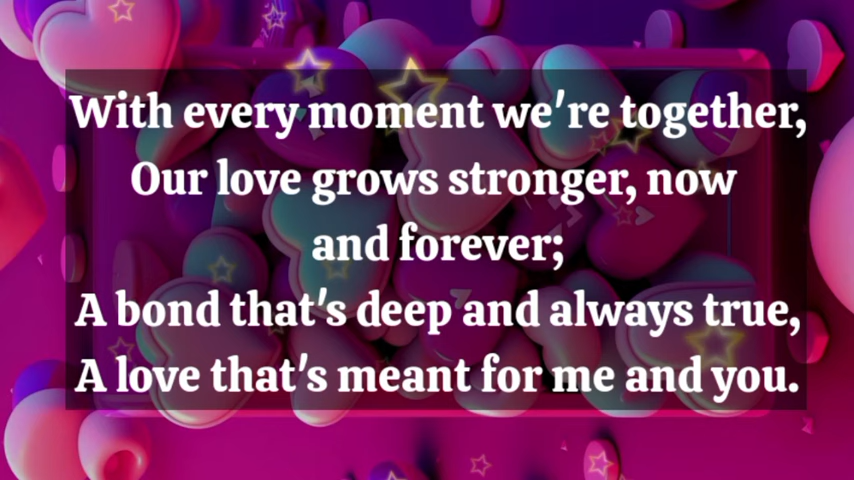 With every moment we're together,
Our love grows stronger, now
and forever;
A bond that's deep and always true,
A love that's meant for me and you.